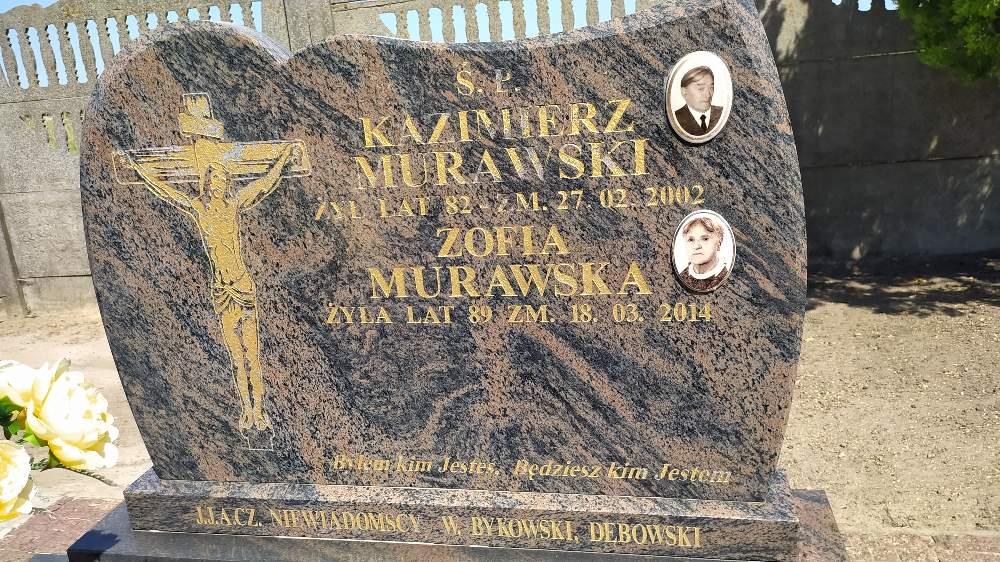 Ś. P.
KAZIMIERZ
MURAWSKI
ŻYŁ LAT 82 - ZM. 27 02. 2002
ZOFIA
MURAWSKA
ŻYŁA LAT 89 ZM. 18. 03. 2014
Byłem kim Jesteś, Będziesz kim Jestem
J.J.A.CZ. NIEWIADOMSCY W. BYKOWSKI, DĘBOWSKI